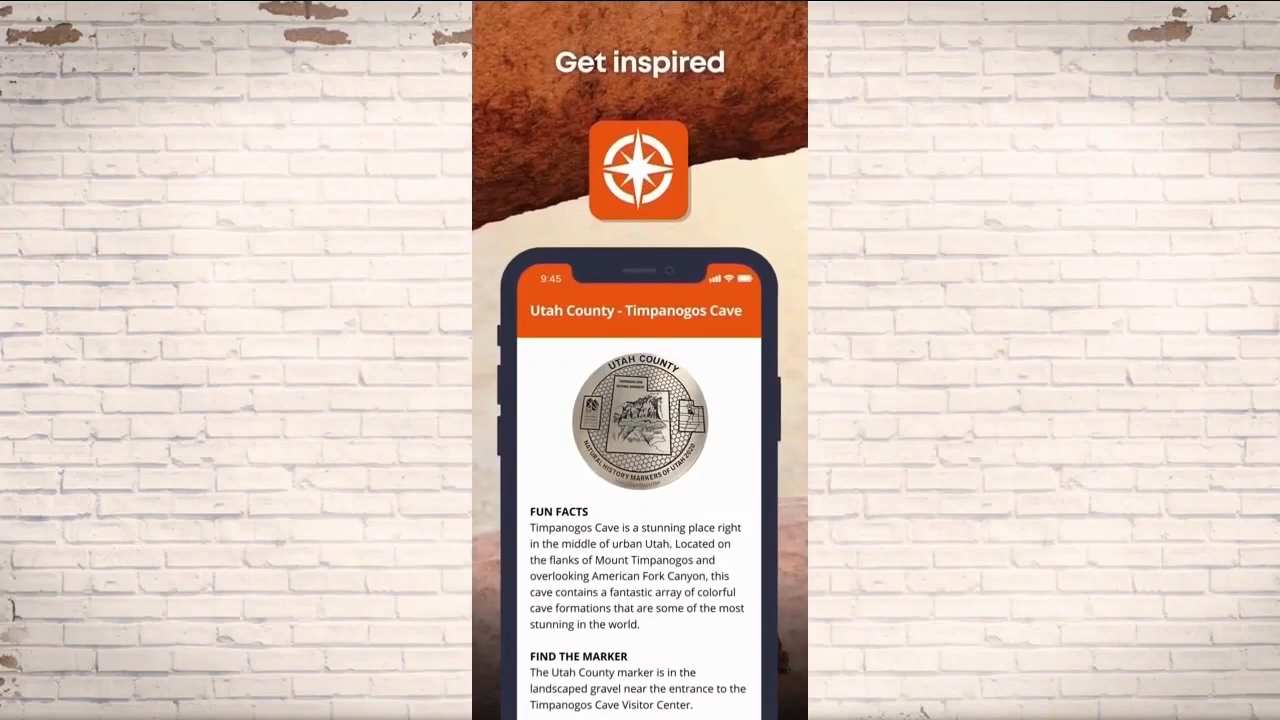 Get inspired
9:45
Utah County - Timpanogos Cave
UTAH COUNTY
NATURAL HISTORY MARKERS OF UTAH 2020
FUN FACTS
Timpanogos Cave is a stunning place right
in the middle of urban Utah. Located on
the flanks of Mount Timpanogos and
overlooking American Fork Canyon, this
cave contains a fantastic array of colorful
cave formations that are some of the most
stunning in the world.
FIND THE MARKER
The Utah County marker is in the
landscaped gravel near the entrance to the
Timpanogos Cave Visitor Center.